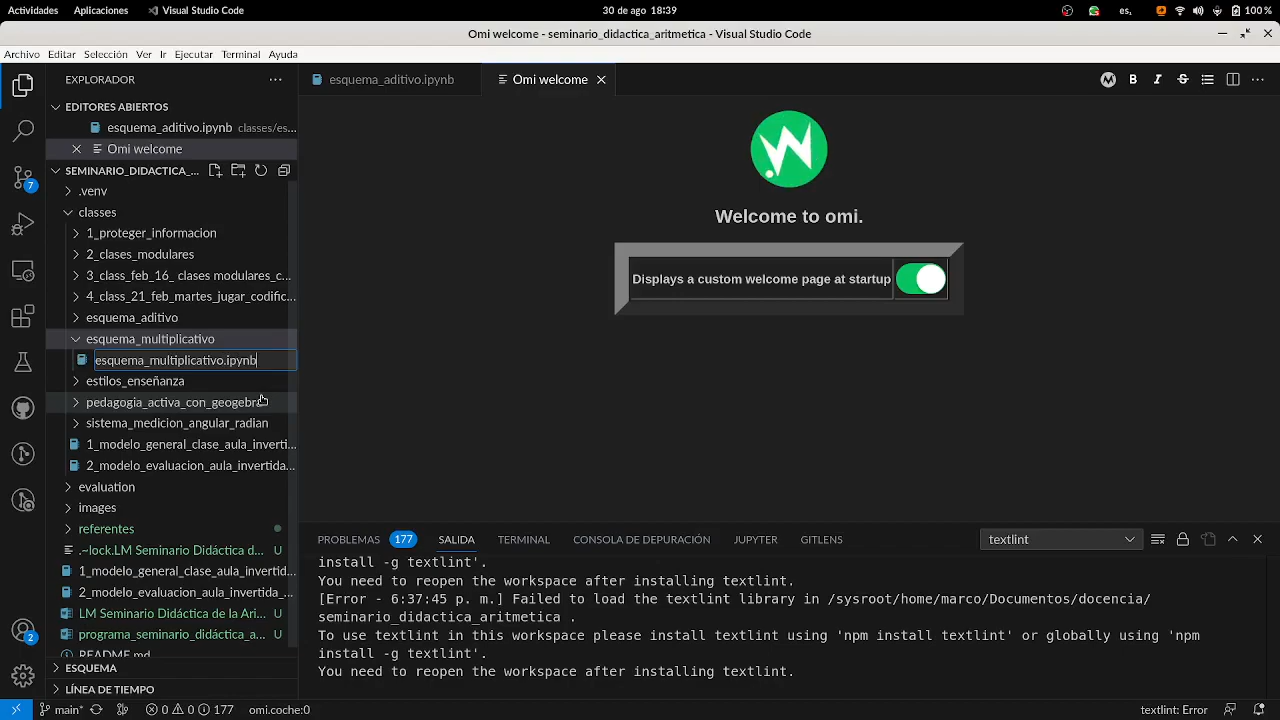 Actividades Aplicaciones Visual Studio Code 30 de ago 18:39 es, 100 %
Omi welcome - seminario_didactica_aritmetica - Visual Studio Code
Archivo Editar Selección Ver Ir Ejecutar Terminal Ayuda
EXPLORADOR
esquema_aditivo.ipynb
Omi welcome
EDITORES ABIERTOS
esquema_aditivo.ipynb classes/es...
Omi welcome
SEMINARIO_DIDACTICA_...
.venv
classes
1_proteger_informacion
2_clases_modulares
3_class_feb_16_ clases modulares_c...
4_class_21_feb_martes_jugar_codific...
esquema_aditivo
esquema_multiplicativo
esquema_multiplicativo.ipynb
estilos_enseñanza
pedagogia_activa_con_geogebra
sistema_medicion_angular_radian
1_modelo_general_clase_aula_inverti...
2_modelo_evaluacion_aula_invertida...
evaluation
images
referentes
.~lock.LM Seminario Didáctica d... U
1_modelo_general_clase_aula_invertid...
2_modelo_evaluacion_aula_invertida_...
LM Seminario Didáctica de la Ari... U
programa_seminario_didáctica_a... U
README.md
ESQUEMA
LÍNEA DE TIEMPO
7
2
Welcome to omi.
Displays a custom welcome page at startup
PROBLEMAS 177 SALIDA TERMINAL CONSOLA DE DEPURACIÓN JUPYTER GITLENS textlint
install -g textlint'.
You need to reopen the workspace after installing textlint.
[Error - 6:37:45 p. m.] Failed to load the textlint library in /sysroot/home/marco/Documentos/docencia/
seminario_didactica_aritmetica .
To use textlint in this workspace please install textlint using 'npm install textlint' or globally using 'npm
install -g textlint'.
You need to reopen the workspace after installing textlint.
main* 0 0 177 omi.coche:0 textlint: Error